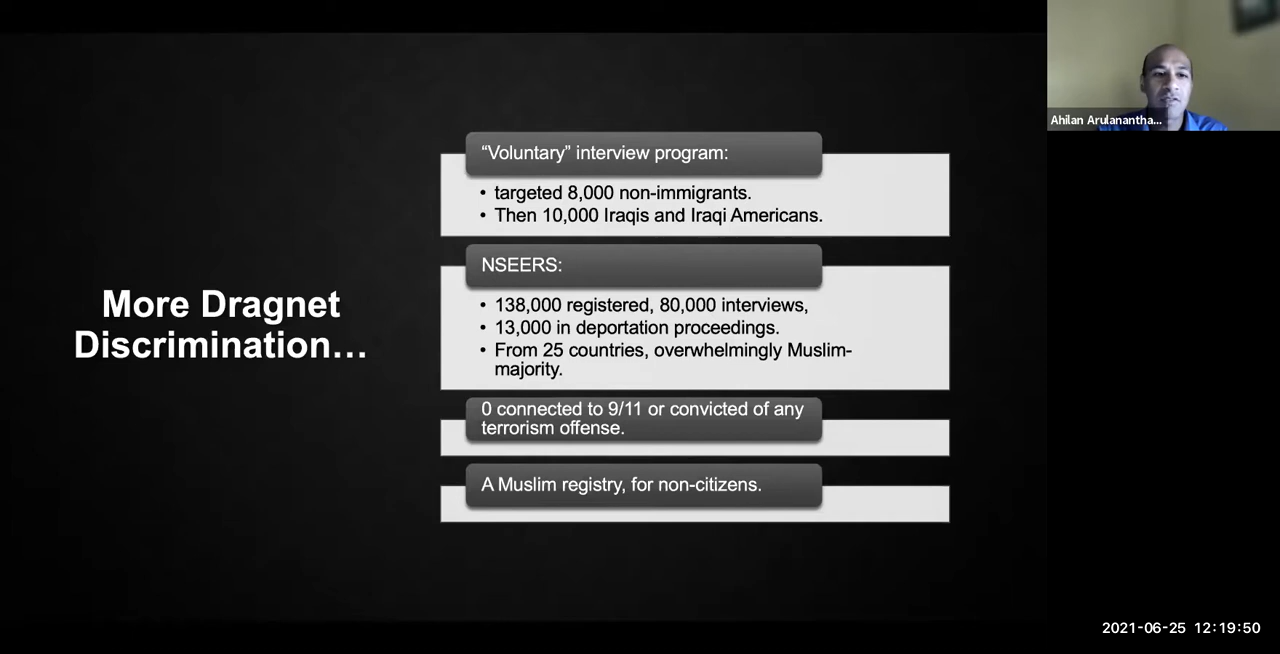 Ahilan Arulanantha...
“Voluntary” interview program:
• targeted 8,000 non-immigrants.
• Then 10,000 Iraqis and Iraqi Americans.
NSEERS:
• 138,000 registered, 80,000 interviews,
• 13,000 in deportation proceedings.
• From 25 countries, overwhelmingly Muslim-
majority.
More Dragnet
Discrimination…
0 connected to 9/11 or convicted of any
terrorism offense.
A Muslim registry, for non-citizens.
2021-06-25 12:19:50